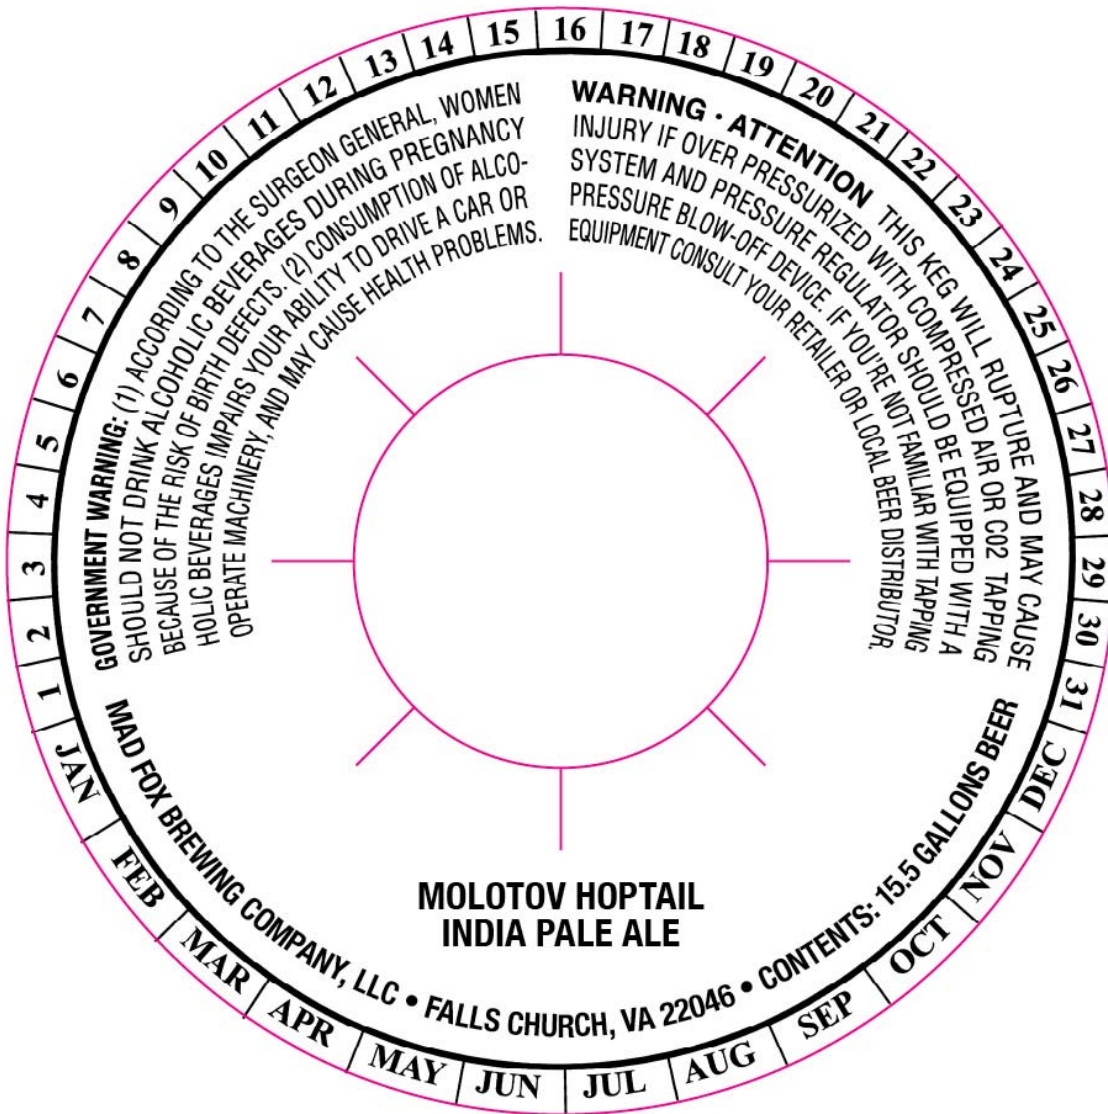 1 2 3 4 5 6 7 8 9 10 11 12 13 14 15 16 17 18 19 20 21 22 23 24 25 26 27 28 29 30 31
GOVERNMENT WARNING: (1) ACCORDING TO THE SURGEON GENERAL, WOMEN
SHOULD NOT DRINK ALCOHOLIC BEVERAGES DURING PREGNANCY
BECAUSE OF THE RISK OF BIRTH DEFECTS. (2) CONSUMPTION OF ALCO-
HOLIC BEVERAGES IMPAIRS YOUR ABILITY TO DRIVE A CAR OR
OPERATE MACHINERY, AND MAY CAUSE HEALTH PROBLEMS.
WARNING • ATTENTION THIS KEG WILL RUPTURE AND MAY CAUSE
INJURY IF OVER PRESSURIZED WITH COMPRESSED AIR OR C02 TAPPING
SYSTEM AND PRESSURE REGULATOR SHOULD BE EQUIPPED WITH A
PRESSURE BLOW-OFF DEVICE. IF YOU'RE NOT FAMILIAR WITH TAPPING
EQUIPMENT CONSULT YOUR RETAILER OR LOCAL BEER DISTRIBUTOR.
MOLOTOV HOPTAIL
INDIA PALE ALE
MAD FOX BREWING COMPANY, LLC • FALLS CHURCH, VA 22046 • CONTENTS: 15.5 GALLONS BEER
JAN FEB MAR APR MAY JUN JUL AUG SEP OCT NOV DEC